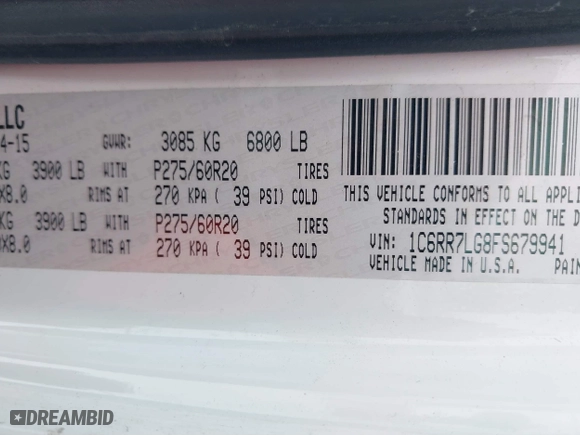 LLC
4-15 GVWR: 3085 KG 6800 LB
KG 3900 LB WITH P275/60R20 TIRES
X8.0 RIMS AT 270 KPA ( 39 PSI) COLD
KG 3900 LB WITH P275/60R20 TIRES
X8.0 RIMS AT 270 KPA ( 39 PSI) COLD
THIS VEHICLE CONFORMS TO ALL APPLI
STANDARDS IN EFFECT ON THE D
VIN: 1C6RR7LG8FS679941
VEHICLE MADE IN U.S.A. PAIN
DREAMBID